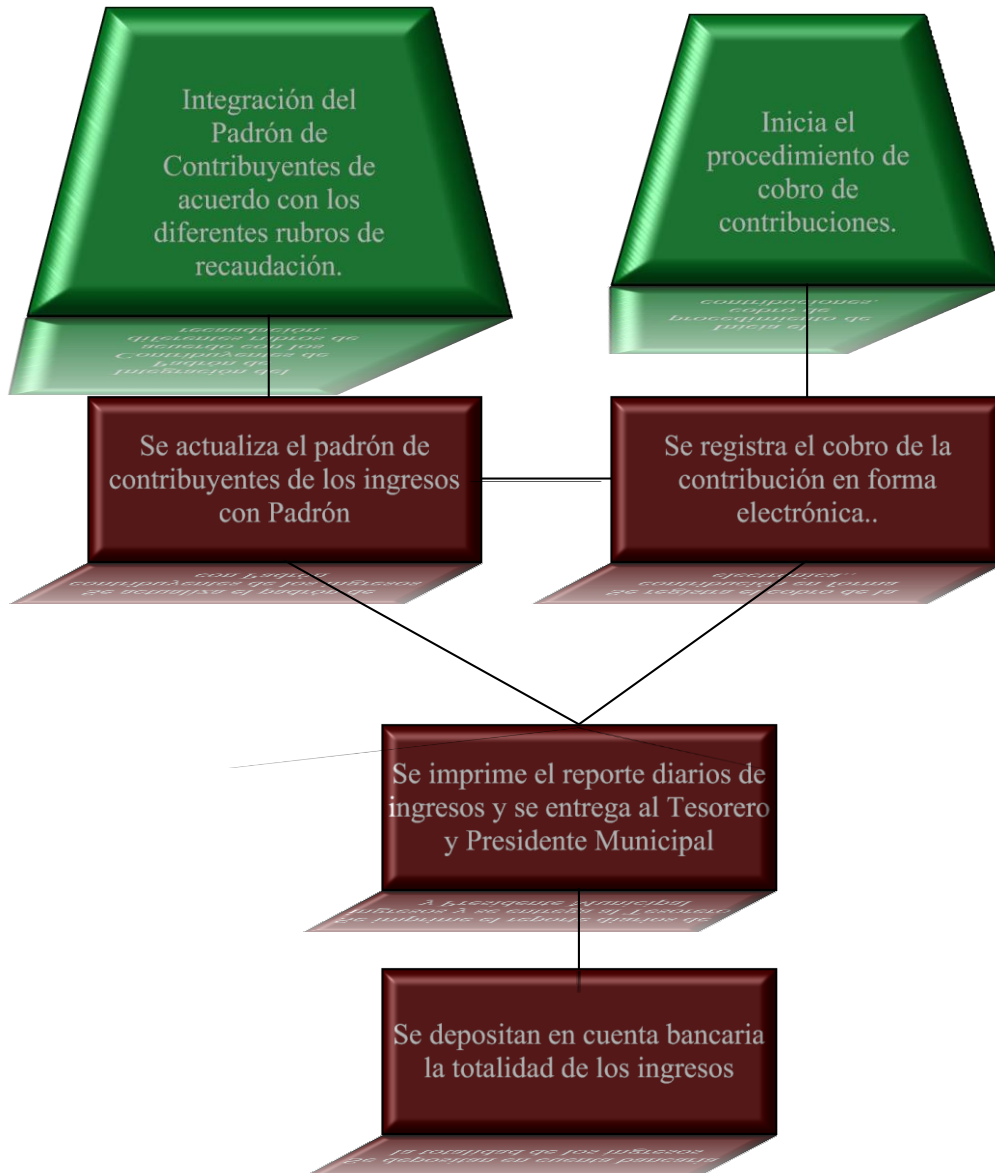 Integración del
Padrón de
Contribuyentes de
acuerdo con los
diferentes rubros de
recaudación.
Inicia el
procedimiento de
cobro de
contribuciones.
Se actualiza el padrón de
contribuyentes de los ingresos
con Padrón
Se registra el cobro de la
contribución en forma
electrónica..
Se imprime el reporte diarios de
ingresos y se entrega al Tesorero
y Presidente Municipal
Se depositan en cuenta bancaria
la totalidad de los ingresos